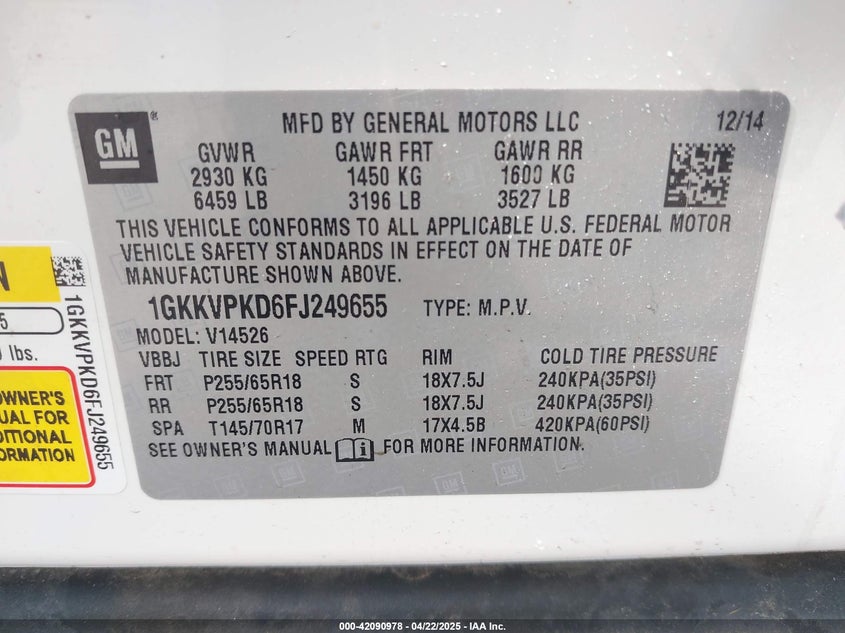 GM
MFD BY GENERAL MOTORS LLC 12/14
GVWR GAWR FRT GAWR RR
2930 KG 1450 KG 1600 KG
6459 LB 3196 LB 3527 LB
THIS VEHICLE CONFORMS TO ALL APPLICABLE U.S. FEDERAL MOTOR
VEHICLE SAFETY STANDARDS IN EFFECT ON THE DATE OF
MANUFACTURE SHOWN ABOVE.
1GKKVPKD6FJ249655 TYPE: M.P.V.
MODEL: V14526
VBBJ TIRE SIZE SPEED RTG RIM COLD TIRE PRESSURE
FRT P255/65R18 S 18X7.5J 240KPA(35PSI)
RR P255/65R18 S 18X7.5J 240KPA(35PSI)
SPA T145/70R17 M 17X4.5B 420KPA(60PSI)
SEE OWNER'S MANUAL i FOR MORE INFORMATION.
GM GM
N
5
lbs.
OWNER'S
UAL FOR
DITIONAL
ORMATION
1GKKVPKD6FJ249655
000-42090978 - 04/22/2025 - IAA Inc.